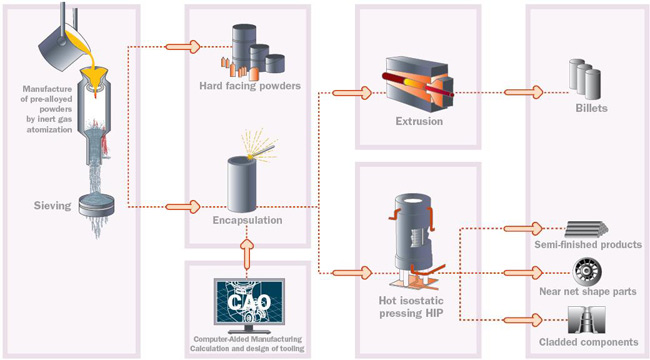 Manufacture
of pre-alloyed
powders
by inert gas
atomization
Sieving
Hard facing powders
Encapsulation
CAO
Computer-Aided Manufacturing
Calculation and design of tooling
Extrusion
Hot isostatic
pressing HIP
Billets
Semi-finished products
Near net shape parts
Cladded components